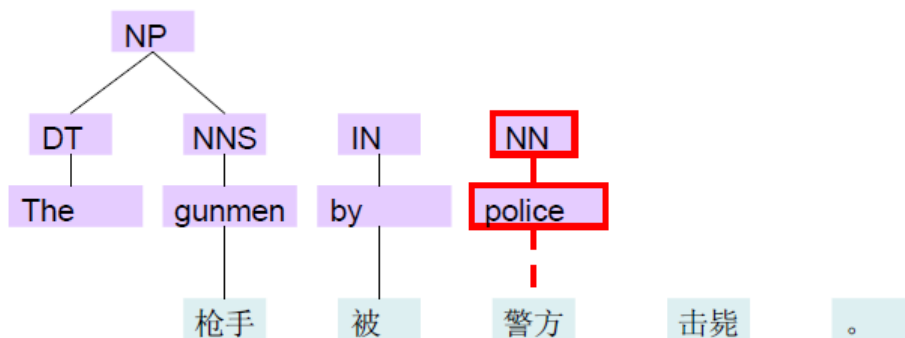 NP
DT NNS IN NN
The gunmen by police
枪手 被 警方 击毙 。